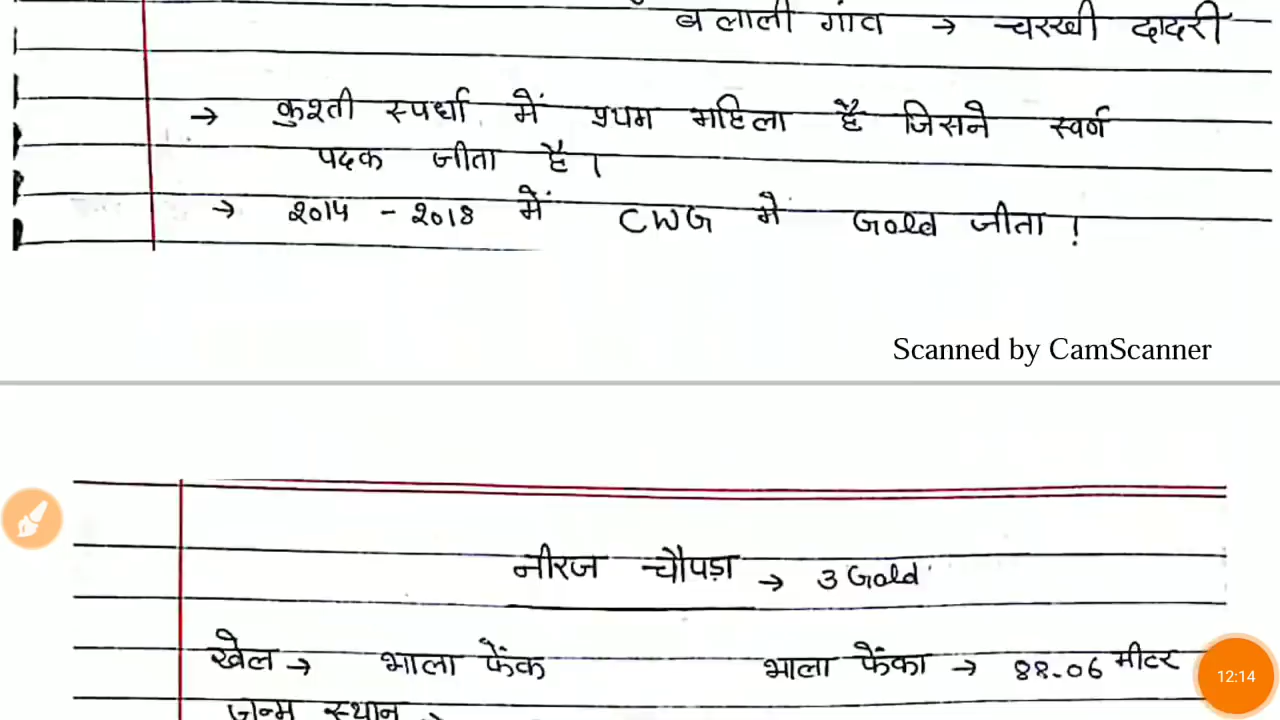 बलाली गांव → चरखी दादरी
→ कुश्ती स्पर्धा में प्रथम महिला है जिसने स्वर्ण
पदक जीता है।
→ 2014 - 2018 में CWG में Gold जीता !
Scanned by CamScanner
नीरज चौपड़ा → 3 Gold
खेल → भाला फेंक भाला फेंका → 88.06 मीटर
जन्म स्थान
12:14